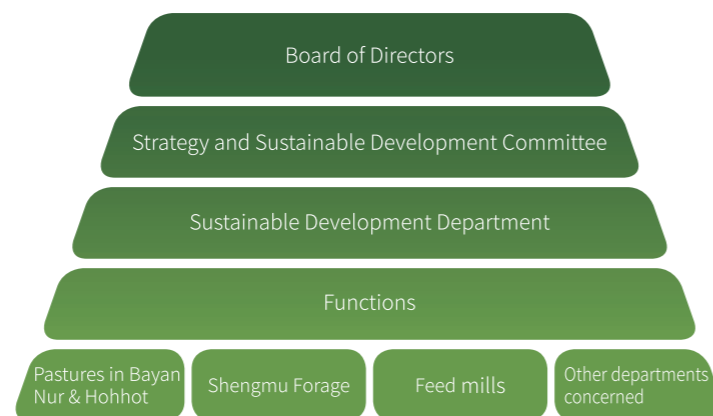 Board of Directors
Strategy and Sustainable Development Committee
Sustainable Development Department
Functions
Pastures in Bayan
Nur & Hohhot
Shengmu Forage
Feed mills
Other departments
concerned